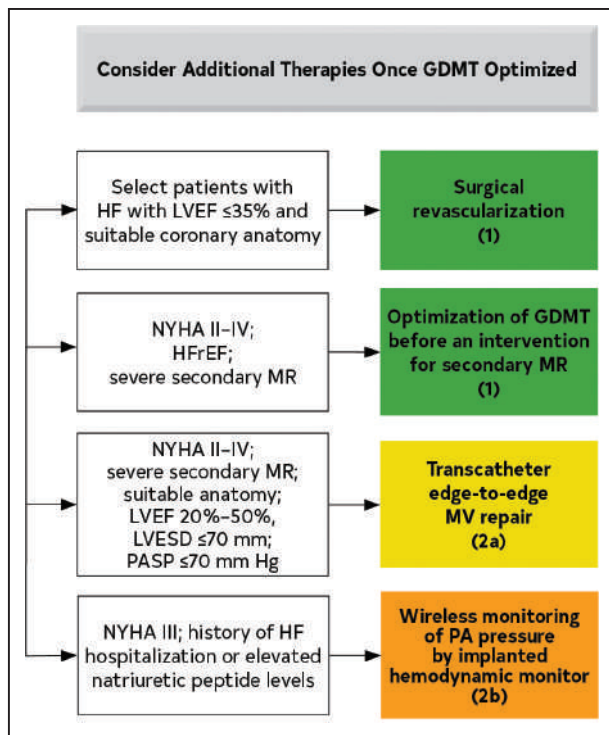 Consider Additional Therapies Once GDMT Optimized
Select patients with
HF with LVEF ≤35% and
suitable coronary anatomy
Surgical
revascularization
(1)
NYHA II–IV;
HFrEF;
severe secondary MR
Optimization of GDMT
before an intervention
for secondary MR
(1)
NYHA II–IV;
severe secondary MR;
suitable anatomy;
LVEF 20%–50%,
LVESD ≤70 mm;
PASP ≤70 mm Hg
Transcatheter
edge-to-edge
MV repair
(2a)
NYHA III; history of HF
hospitalization or elevated
natriuretic peptide levels
Wireless monitoring
of PA pressure
by implanted
hemodynamic monitor
(2b)